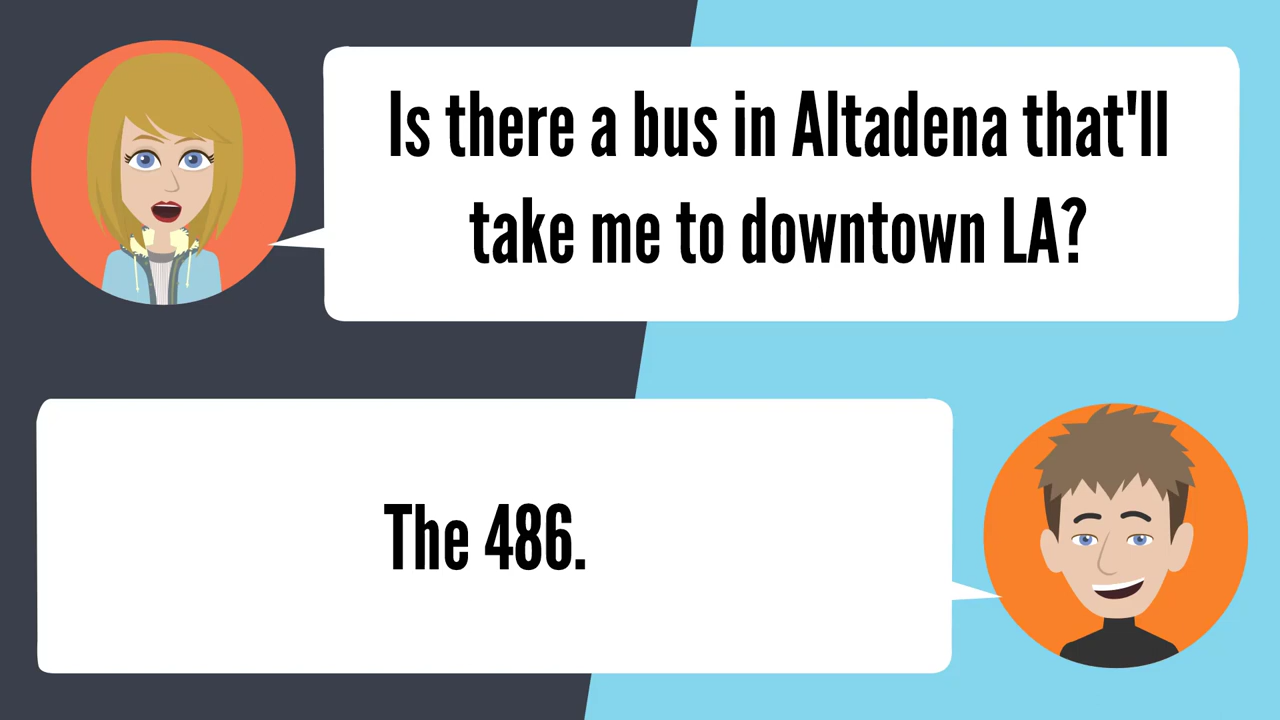 Is there a bus in Altadena that'll
take me to downtown LA?
The 486.